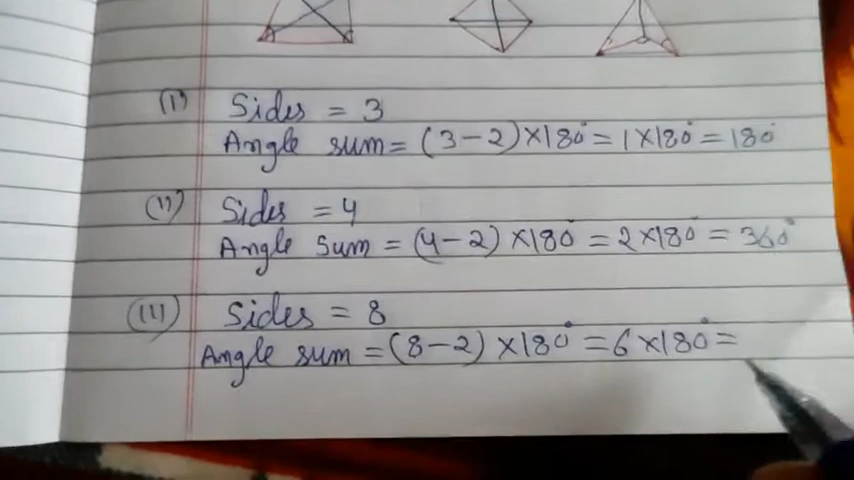 (I) Sides = 3
Angle sum = (3-2)×180° = 1×180° = 180°
(II) Sides = 4
Angle sum = (4-2)×180° = 2×180° = 360°
(III) Sides = 8
Angle sum = (8-2)×180° = 6×180° =